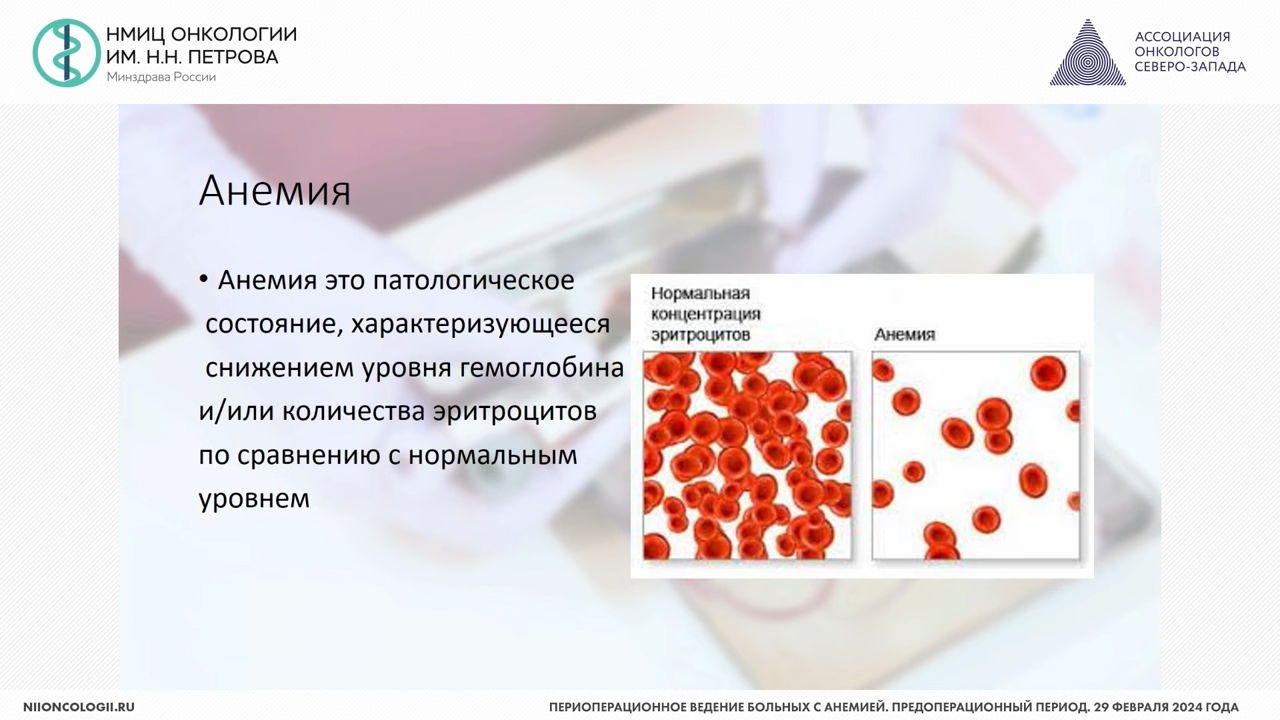 НМИЦ ОНКОЛОГИИ
ИМ. Н.Н. ПЕТРОВА
Минздрава России
АССОЦИАЦИЯ
ОНКОЛОГОВ
СЕВЕРО-ЗАПАДА
Анемия
• Анемия это патологическое
состояние, характеризующееся
снижением уровня гемоглобина
и/или количества эритроцитов
по сравнению с нормальным
уровнем
Нормальная
концентрация
эритроцитов
Анемия
NIIONCOLOGII.RU
ПЕРИОПЕРАЦИОННОЕ ВЕДЕНИЕ БОЛЬНЫХ С АНЕМИЕЙ. ПРЕДОПЕРАЦИОННЫЙ ПЕРИОД. 29 ФЕВРАЛЯ 2024 ГОДА